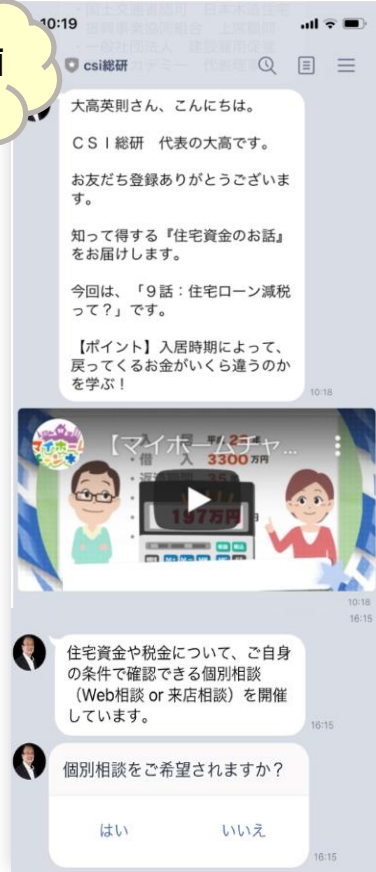 10:19
csi総研
大高英則さん、こんにちは。
ＣＳＩ総研　代表の大高です。
お友だち登録ありがとうございま
す。
知って得する『住宅資金のお話』
をお届けします。
今回は、「９話：住宅ローン減税
って？」です。
【ポイント】入居時期によって、
戻ってくるお金がいくら違うのか
を学ぶ！
10:18
【マイホームチャ...
・借　入　3300万円
197万円
10:18
16:15
住宅資金や税金について、ご自身
の条件で確認できる個別相談
（Web相談 or 来店相談）を開催
しています。
16:15
個別相談をご希望されますか？
はい　いいえ
16:15